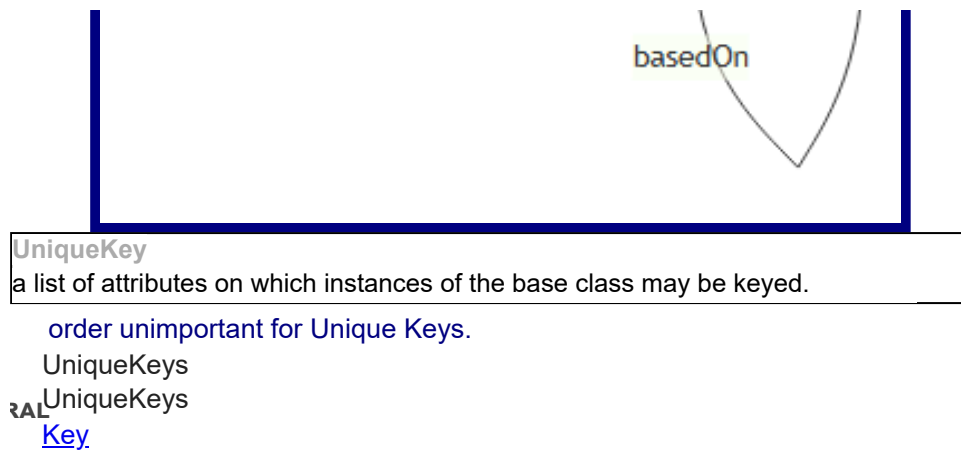 basedOn
UniqueKey
a list of attributes on which instances of the base class may be keyed.
order unimportant for Unique Keys.
UniqueKeys
RAL UniqueKeys
Key